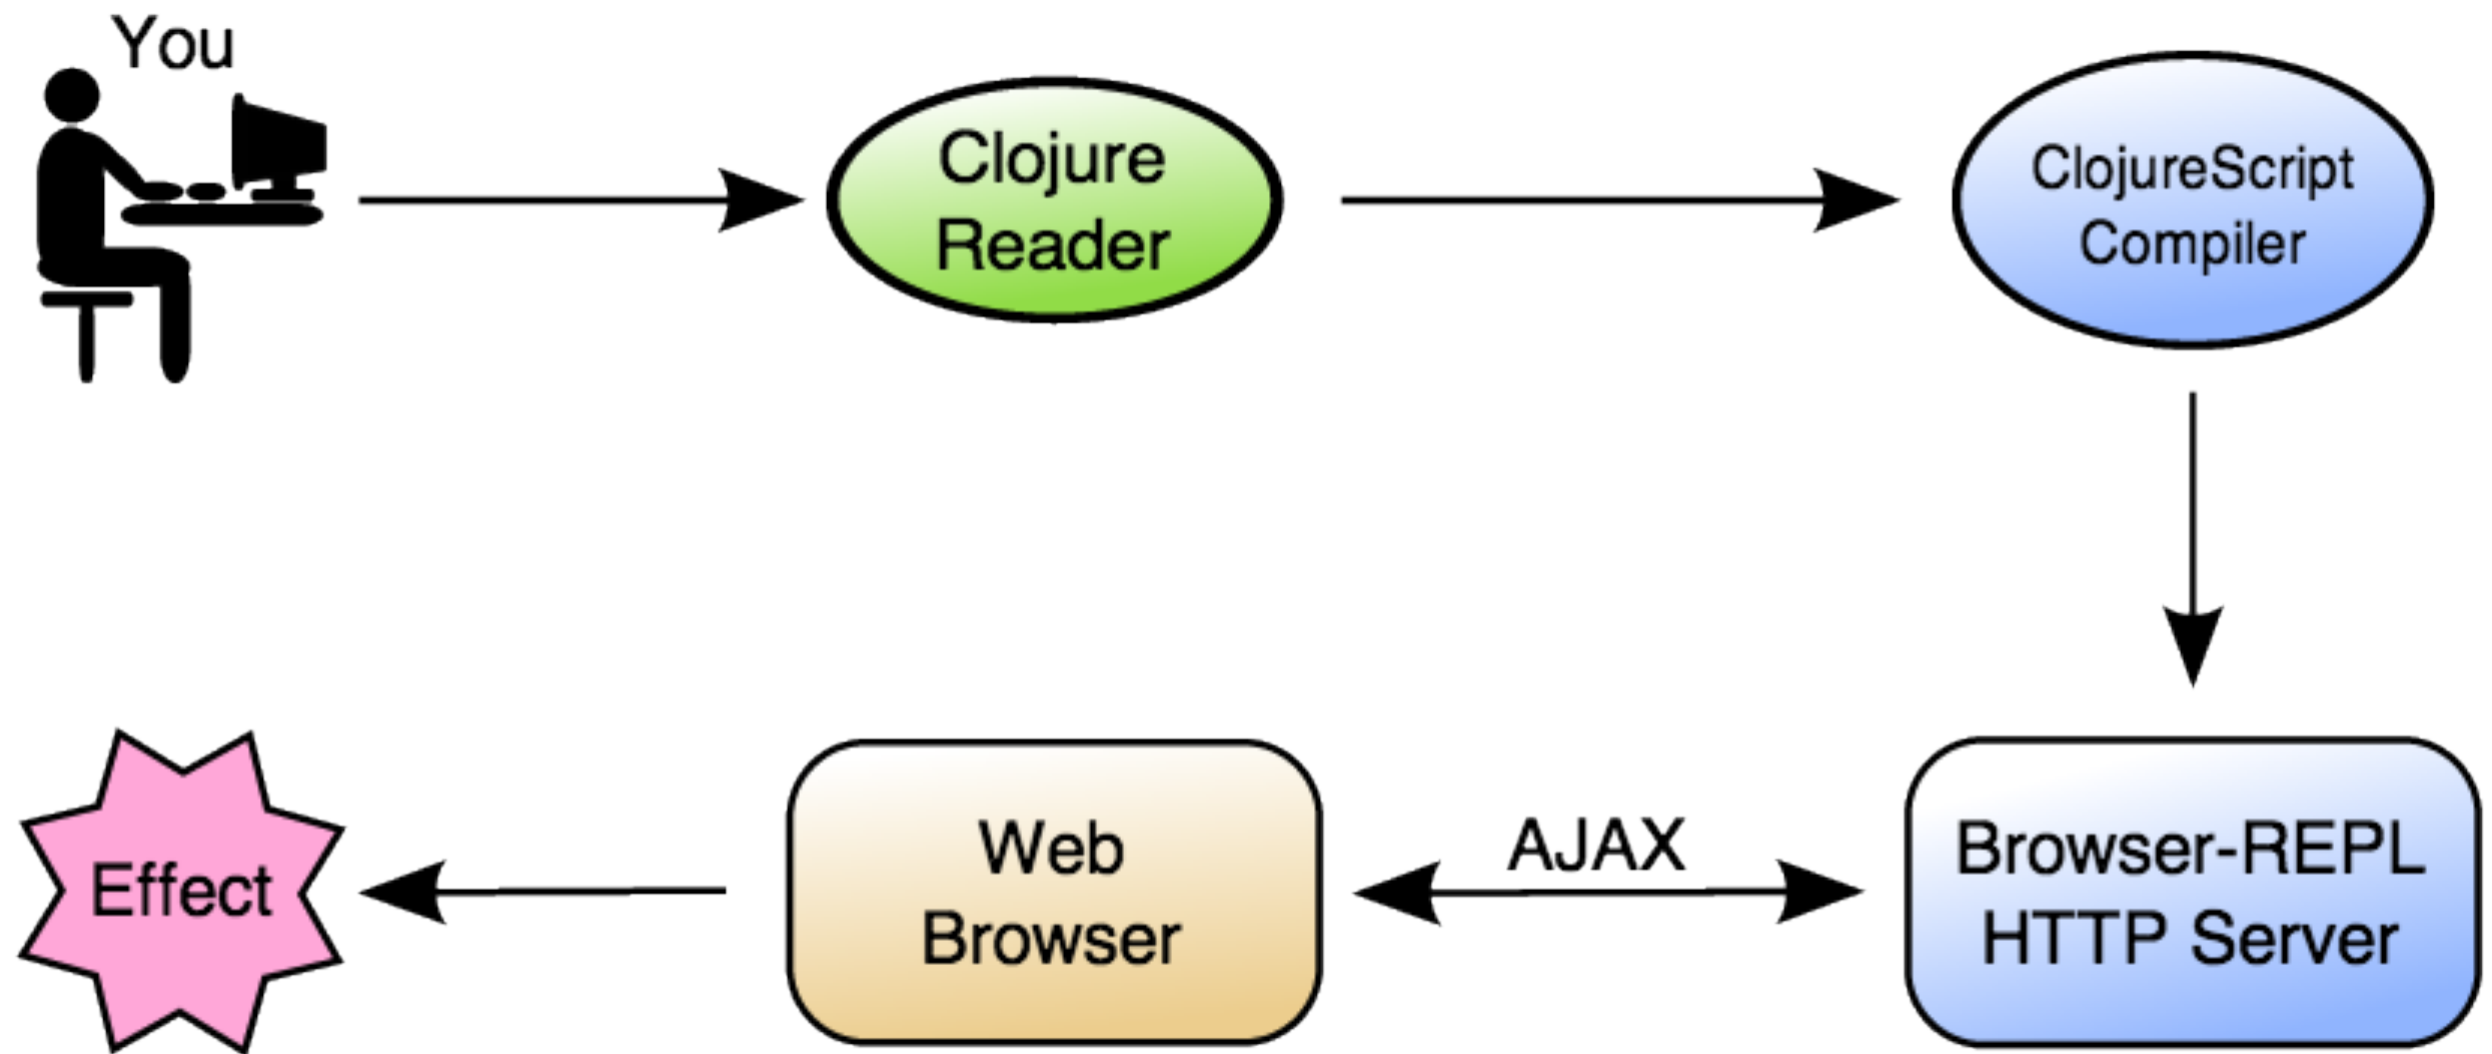 You
Clojure
Reader
ClojureScript
Compiler
Effect
Web
Browser
AJAX
Browser-REPL
HTTP Server